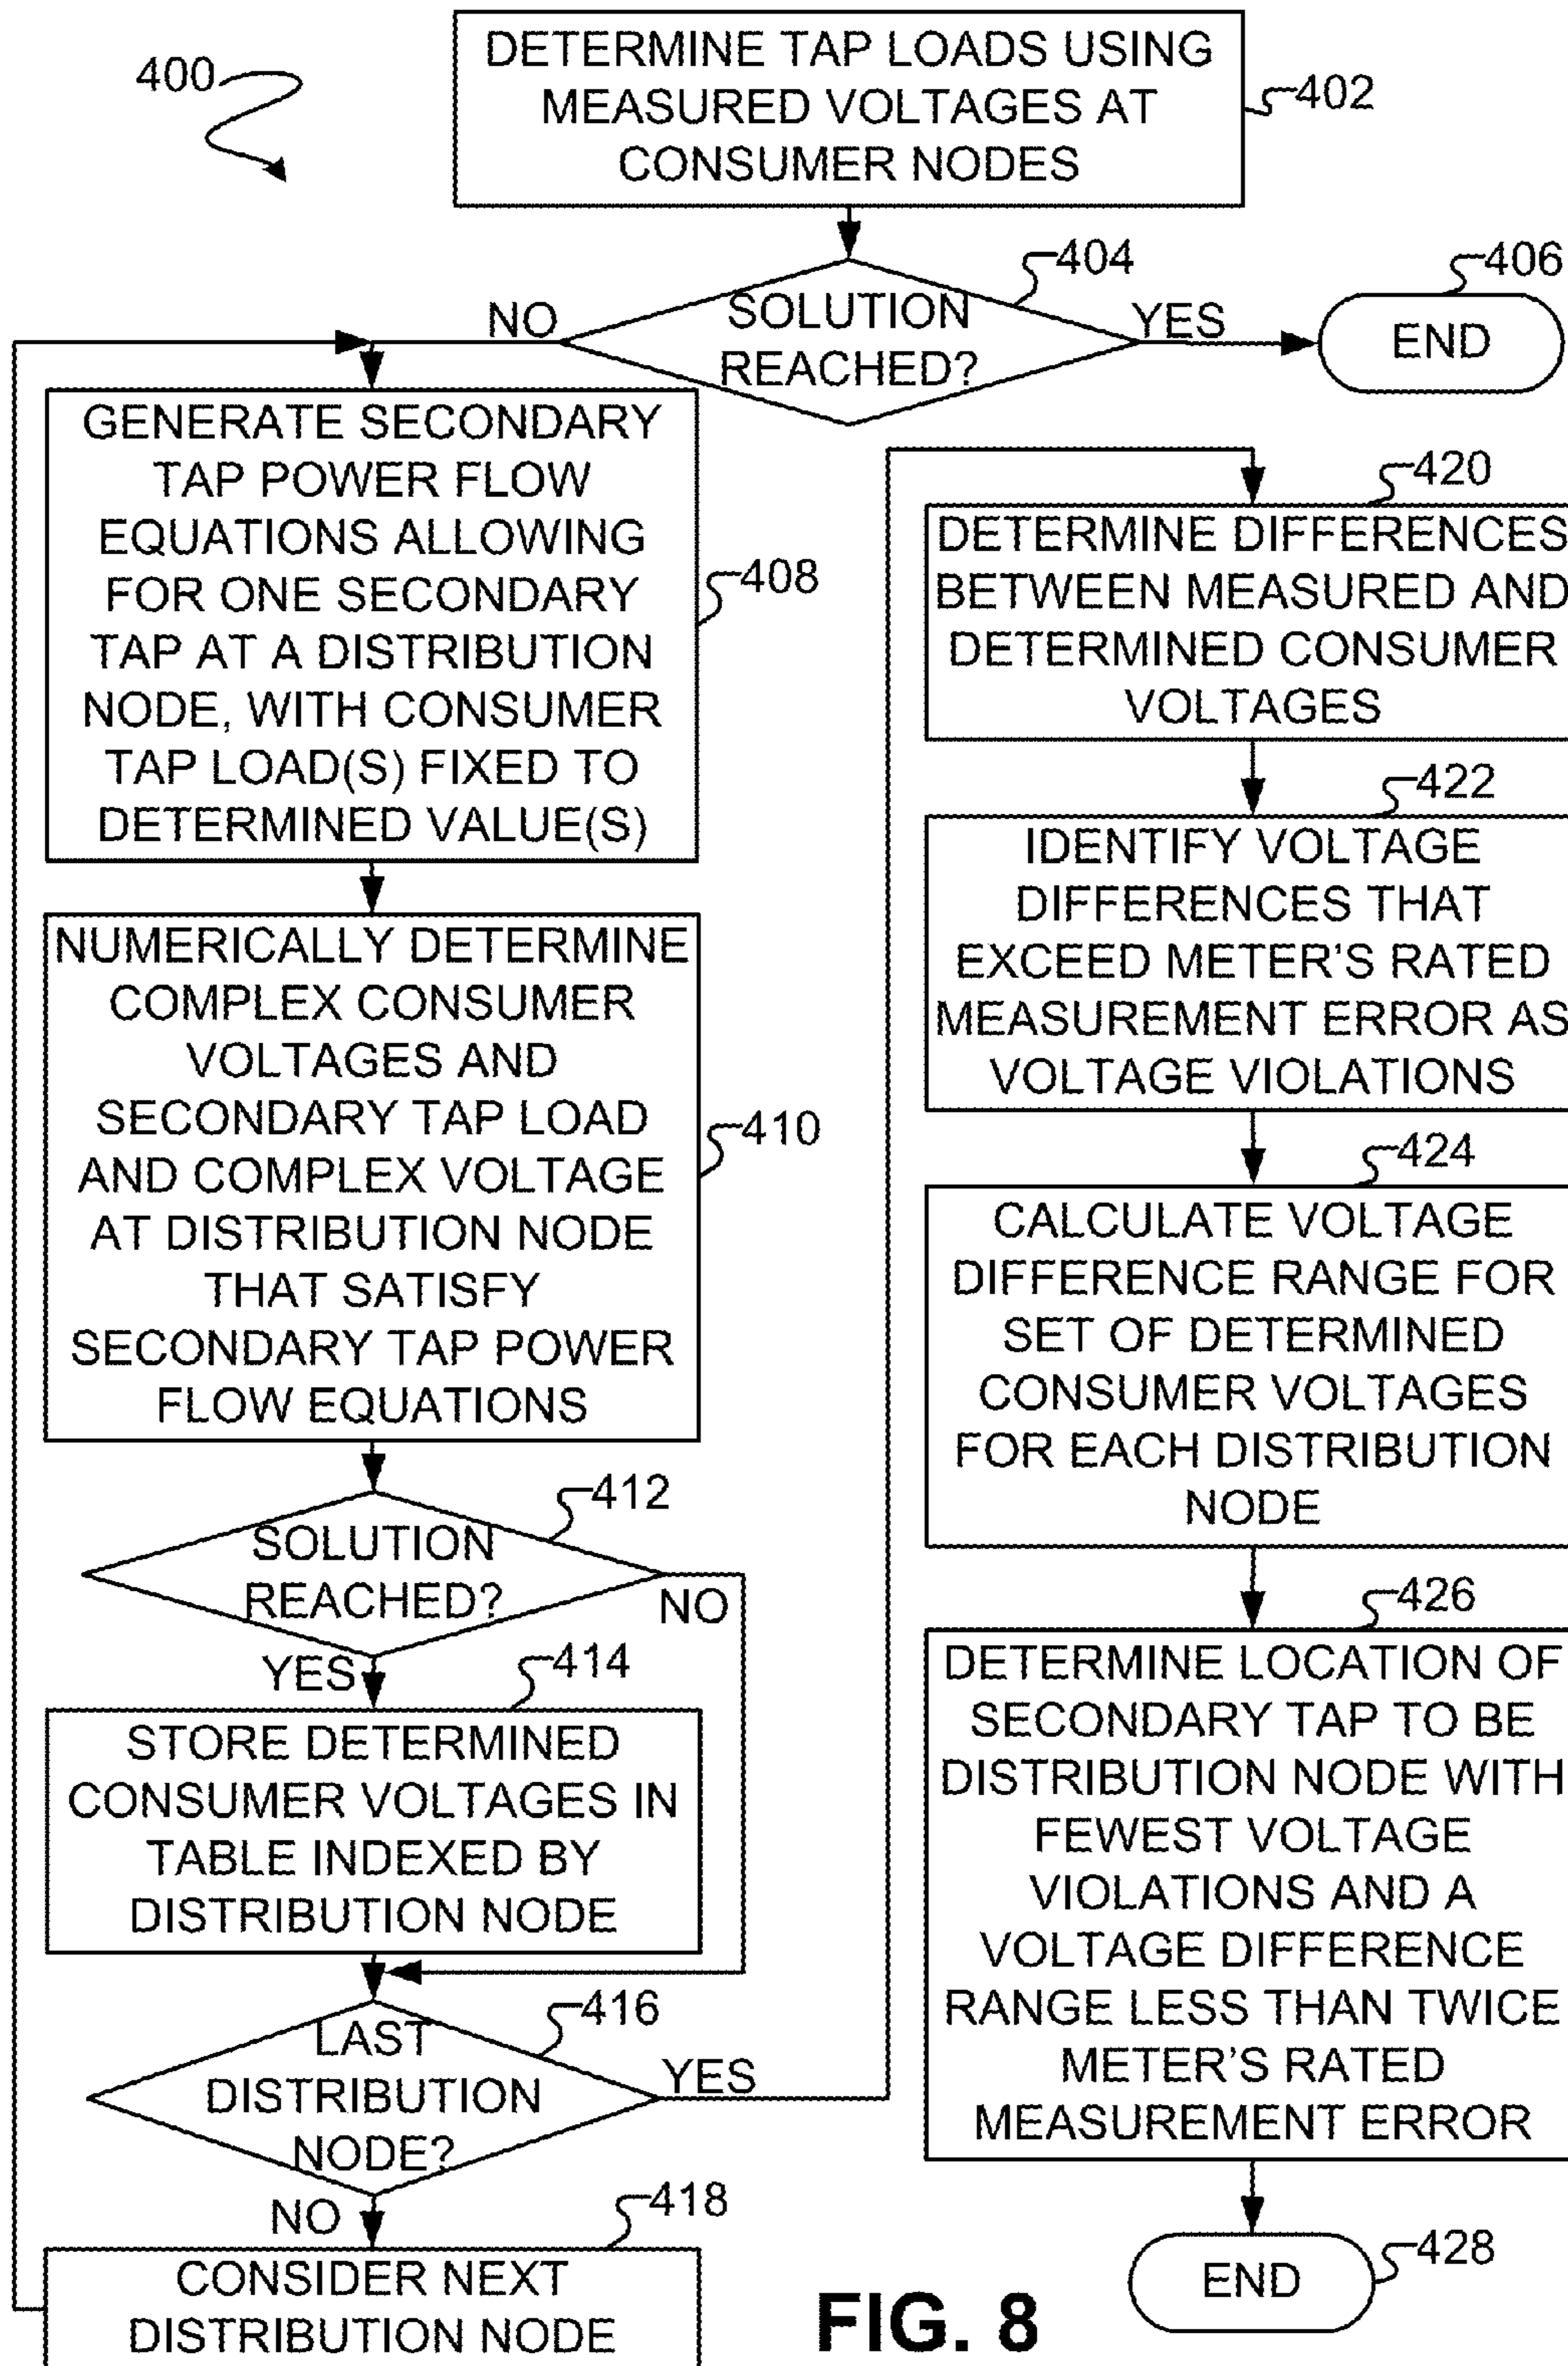 400
DETERMINE TAP LOADS USING
MEASURED VOLTAGES AT
CONSUMER NODES
402
404
SOLUTION
REACHED?
NO
YES
406
END
GENERATE SECONDARY
TAP POWER FLOW
EQUATIONS ALLOWING
FOR ONE SECONDARY
TAP AT A DISTRIBUTION
NODE, WITH CONSUMER
TAP LOAD(S) FIXED TO
DETERMINED VALUE(S)
408
NUMERICALLY DETERMINE
COMPLEX CONSUMER
VOLTAGES AND
SECONDARY TAP LOAD
AND COMPLEX VOLTAGE
AT DISTRIBUTION NODE
THAT SATISFY
SECONDARY TAP POWER
FLOW EQUATIONS
410
412
SOLUTION
REACHED?
NO
YES
414
STORE DETERMINED
CONSUMER VOLTAGES IN
TABLE INDEXED BY
DISTRIBUTION NODE
416
LAST
DISTRIBUTION
NODE?
YES
NO
418
CONSIDER NEXT
DISTRIBUTION NODE
420
DETERMINE DIFFERENCES
BETWEEN MEASURED AND
DETERMINED CONSUMER
VOLTAGES
422
IDENTIFY VOLTAGE
DIFFERENCES THAT
EXCEED METER'S RATED
MEASUREMENT ERROR AS
VOLTAGE VIOLATIONS
424
CALCULATE VOLTAGE
DIFFERENCE RANGE FOR
SET OF DETERMINED
CONSUMER VOLTAGES
FOR EACH DISTRIBUTION
NODE
426
DETERMINE LOCATION OF
SECONDARY TAP TO BE
DISTRIBUTION NODE WITH
FEWEST VOLTAGE
VIOLATIONS AND A
VOLTAGE DIFFERENCE
RANGE LESS THAN TWICE
METER'S RATED
MEASUREMENT ERROR
END
428
FIG. 8